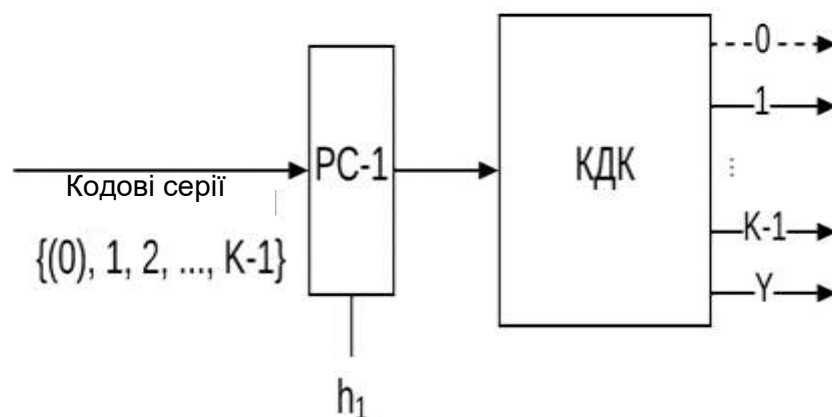 0
1
РС-1
КДК
Кодові серії
⋮
K-1
{(0), 1, 2, ..., K-1}
Y
h₁